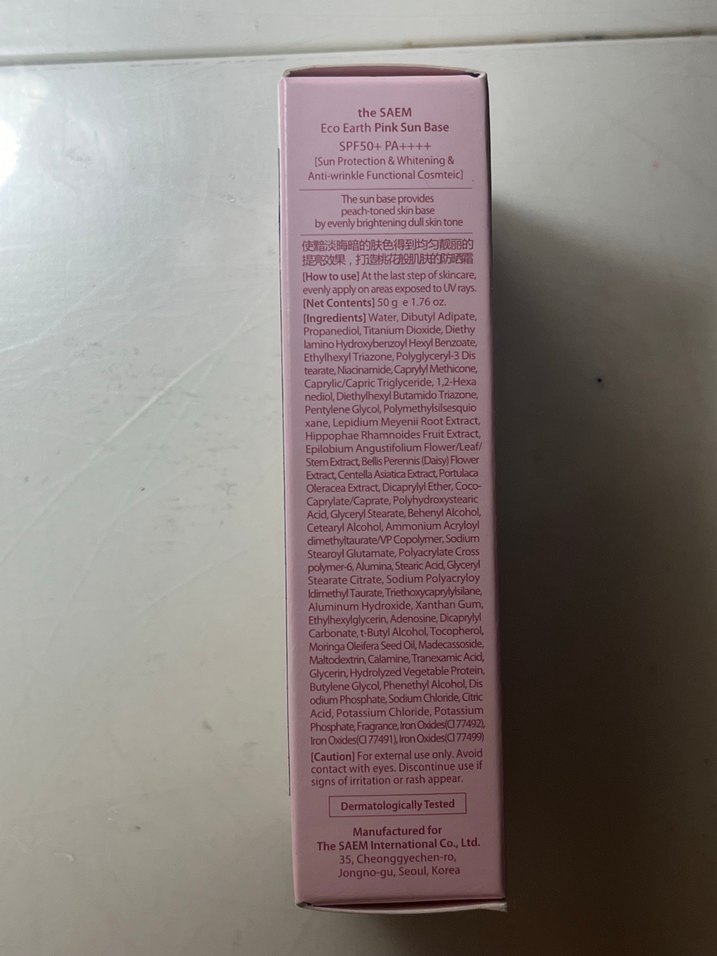 the SAEM
Eco Earth Pink Sun Base
SPF50+ PA++++
[Sun Protection & Whitening &
Anti-wrinkle Functional Cosmteic]
The sun base provides
peach-toned skin base
by evenly brightening dull skin tone
使黯淡晦暗的肤色得到均匀靓丽的
提亮效果，打造桃花般肌肤的防晒霜
[How to use] At the last step of skincare,
evenly apply on areas exposed to UV rays.
[Net Contents] 50 g e 1.76 oz.
[Ingredients] Water, Dibutyl Adipate,
Propanediol, Titanium Dioxide, Diethy
lamino Hydroxybenzoyl Hexyl Benzoate,
Ethylhexyl Triazone, Polyglyceryl-3 Dis
tearate, Niacinamide, Caprylyl Methicone,
Caprylic/Capric Triglyceride, 1,2-Hexa
nediol, Diethylhexyl Butamido Triazone,
Pentylene Glycol, Polymethylsilsesquio
xane, Lepidium Meyenii Root Extract,
Hippophae Rhamnoides Fruit Extract,
Epilobium Angustifolium Flower/Leaf/
Stem Extract, Bellis Perennis (Daisy) Flower
Extract, Centella Asiatica Extract, Portulaca
Oleracea Extract, Dicaprylyl Ether, Coco-
Caprylate/Caprate, Polyhydroxystearic
Acid, Glyceryl Stearate, Behenyl Alcohol,
Cetearyl Alcohol, Ammonium Acryloyl
dimethyltaurate/VP Copolymer, Sodium
Stearoyl Glutamate, Polyacrylate Cross
polymer-6, Alumina, Stearic Acid, Glyceryl
Stearate Citrate, Sodium Polyacryloy
ldimethyl Taurate, Triethoxycaprylylsilane,
Aluminum Hydroxide, Xanthan Gum,
Ethylhexylglycerin, Adenosine, Dicaprylyl
Carbonate, t-Butyl Alcohol, Tocopherol,
Moringa Oleifera Seed Oil, Madecassoside,
Maltodextrin, Calamine, Tranexamic Acid,
Glycerin, Hydrolyzed Vegetable Protein,
Butylene Glycol, Phenethyl Alcohol, Dis
odium Phosphate, Sodium Chloride, Citric
Acid, Potassium Chloride, Potassium
Phosphate, Fragrance, Iron Oxides(CI 77492),
Iron Oxides(CI 77491), Iron Oxides(CI 77499)
[Caution] For external use only. Avoid
contact with eyes. Discontinue use if
signs of irritation or rash appear.
Dermatologically Tested
Manufactured for
The SAEM International Co., Ltd.
35, Cheonggyechen-ro,
Jongno-gu, Seoul, Korea